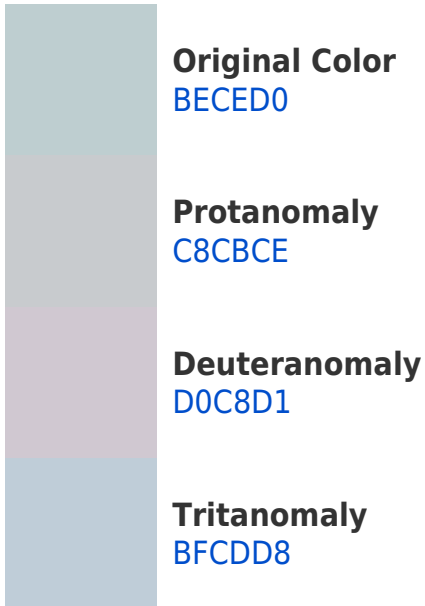 Original Color
BECED0
Protanomaly
C8CBCE
Deuteranomaly
D0C8D1
Tritanomaly
BFCDD8